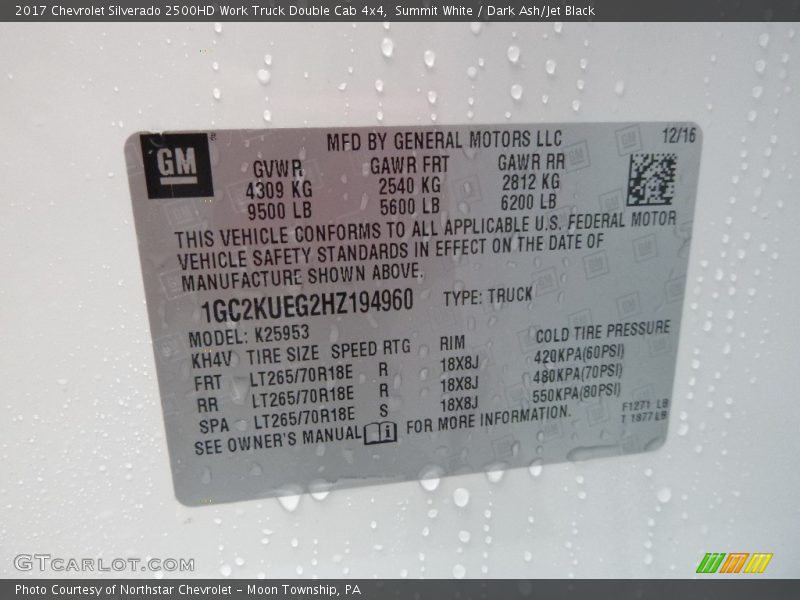 2017 Chevrolet Silverado 2500HD Work Truck Double Cab 4x4, Summit White / Dark Ash/Jet Black
MFD BY GENERAL MOTORS LLC 12/16
GM
GVWR GAWR FRT GAWR RR
4309 KG 2540 KG 2812 KG
9500 LB 5600 LB 6200 LB
THIS VEHICLE CONFORMS TO ALL APPLICABLE U.S. FEDERAL MOTOR
VEHICLE SAFETY STANDARDS IN EFFECT ON THE DATE OF
MANUFACTURE SHOWN ABOVE.
1GC2KUEG2HZ194960 TYPE: TRUCK
MODEL: K25953
KH4V TIRE SIZE SPEED RTG RIM COLD TIRE PRESSURE
FRT LT265/70R18E R 18X8J 420KPA(60PSI)
RR LT265/70R18E R 18X8J 480KPA(70PSI)
SPA LT265/70R18E S 18X8J 550KPA(80PSI)
SEE OWNER'S MANUAL i FOR MORE INFORMATION.
F1271 LB
T 1877 LB
GTCARLOT.COM
Photo Courtesy of Northstar Chevrolet - Moon Township, PA